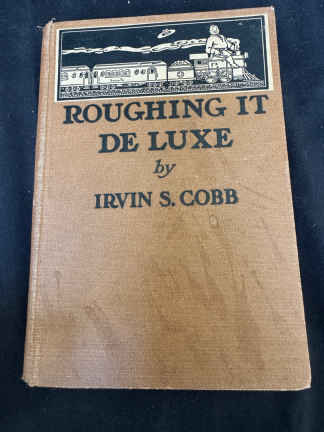 ROUGHING IT
DE LUXE
by
IRVIN S. COBB